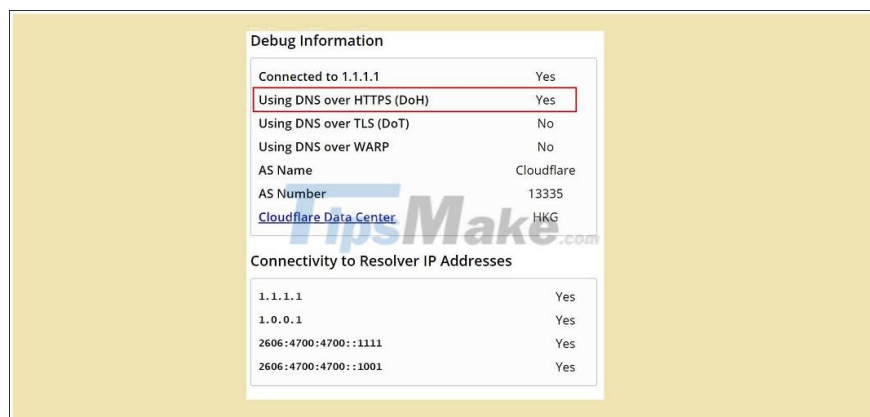 Debug Information
Connected to 1.1.1.1 Yes
Using DNS over HTTPS (DoH) Yes
Using DNS over TLS (DoT) No
Using DNS over WARP No
AS Name Cloudflare
AS Number 13335
Cloudflare Data Center HKG
TipsMake.com
Connectivity to Resolver IP Addresses
1.1.1.1 Yes
1.0.0.1 Yes
2606:4700:4700::1111 Yes
2606:4700:4700::1001 Yes